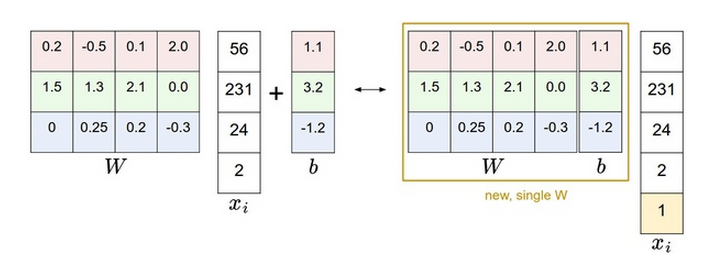 0.2 -0.5 0.1 2.0 56 1.1 0.2 -0.5 0.1 2.0 1.1 56
1.5 1.3 2.1 0.0 231 + 3.2 ↔ 1.5 1.3 2.1 0.0 3.2 231
0 0.25 0.2 -0.3 24 -1.2 0 0.25 0.2 -0.3 -1.2 24
W 2 b W b 2
new, single W
x_i 1
x_i